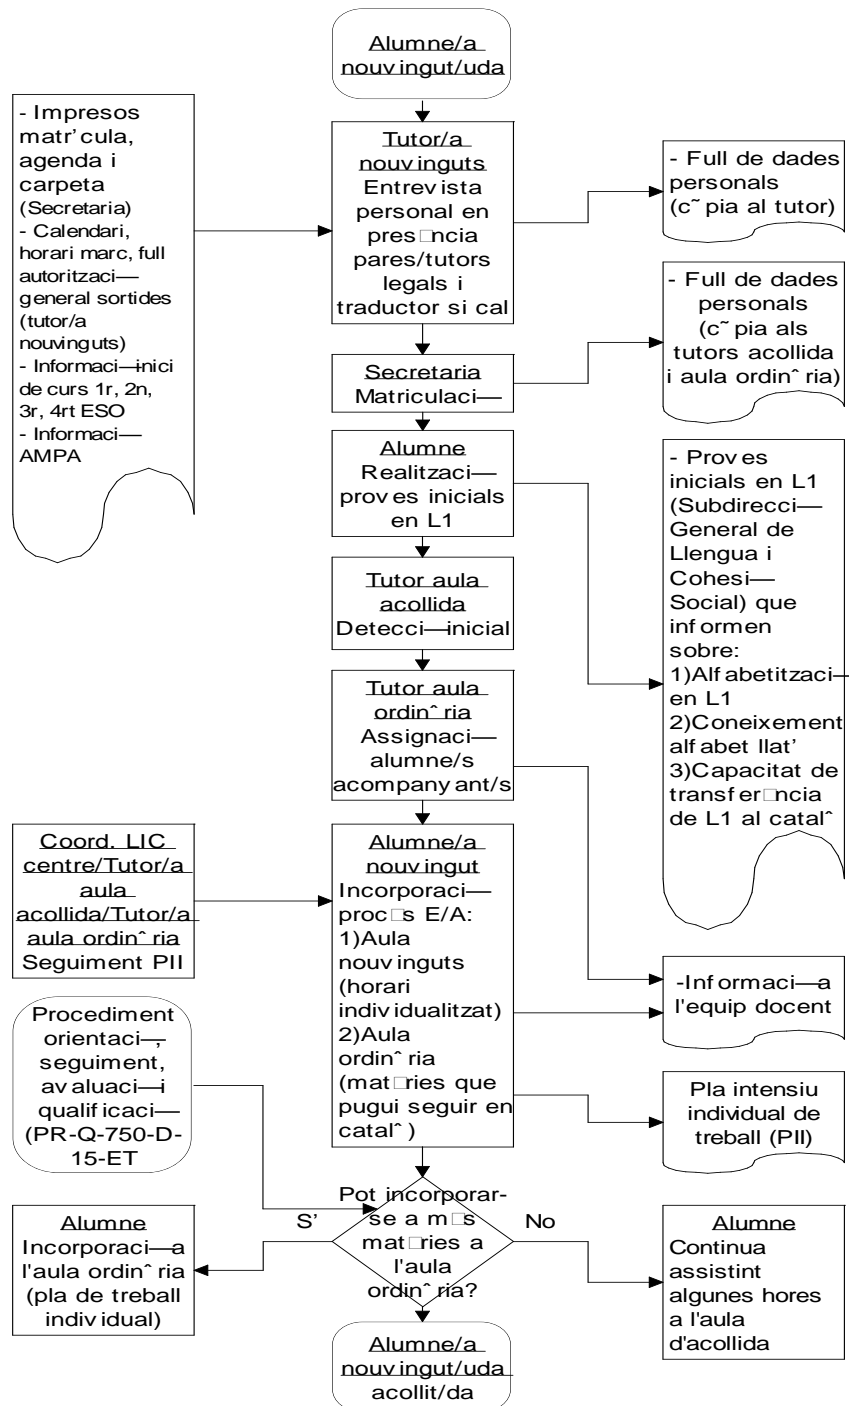 Alumne/a
nouvingut/uda
- Impresos
matr’cula,
agenda i
carpeta
(Secretaria)
- Calendari,
horari marc, full
autoritzaci—
general sortides
(tutor/a
nouvinguts)
- Informaci—inici
de curs 1r, 2n,
3r, 4rt ESO
- Informaci—
AMPA
Tutor/a
nouvinguts
Entrevista
personal en
pres□ncia
pares/tutors
legals i
traductor si cal
- Full de dades
personals
(c˜pia al tutor)
- Full de dades
personals
(c˜pia als
tutors acollida
i aula ordinˆria)
Secretaria
Matriculaci—
Alumne
Realitzaci—
proves inicials
en L1
- Proves
inicials en L1
(Subdirecci—
General de
Llengua i
Cohesi—
Social) que
informen
sobre:
1)Alfabetitzaci—
en L1
2)Coneixement
alfabet llat’
3)Capacitat de
transfer□ncia
de L1 al catalˆ
Tutor aula
acollida
Detecci—inicial
Tutor aula
ordinˆria
Assignaci—
alumne/s
acompanyant/s
Coord. LIC
centre/Tutor/a
aula
acollida/Tutor/a
aula ordinˆria
Seguiment PII
Alumne/a
nouvingut
Incorporaci—
proc□s E/A:
1)Aula
nouvinguts
(horari
individualitzat)
2)Aula
ordinˆria
(mat□ries que
pugui seguir en
catalˆ)
-Informaci—a
l'equip docent
Procediment
orientaci—,
seguiment,
avaluaci—i
qualificaci—
(PR-Q-750-D-
15-ET
Pla intensiu
individual de
treball (PII)
Pot incorporar-
se a m□s
mat□ries a
l'aula
ordinˆria?
S’
No
Alumne
Incorporaci—a
l'aula ordinˆria
(pla de treball
individual)
Alumne
Continua
assistint
algunes hores
a l'aula
d'acollida
Alumne/a
nouvingut/uda
acollit/da